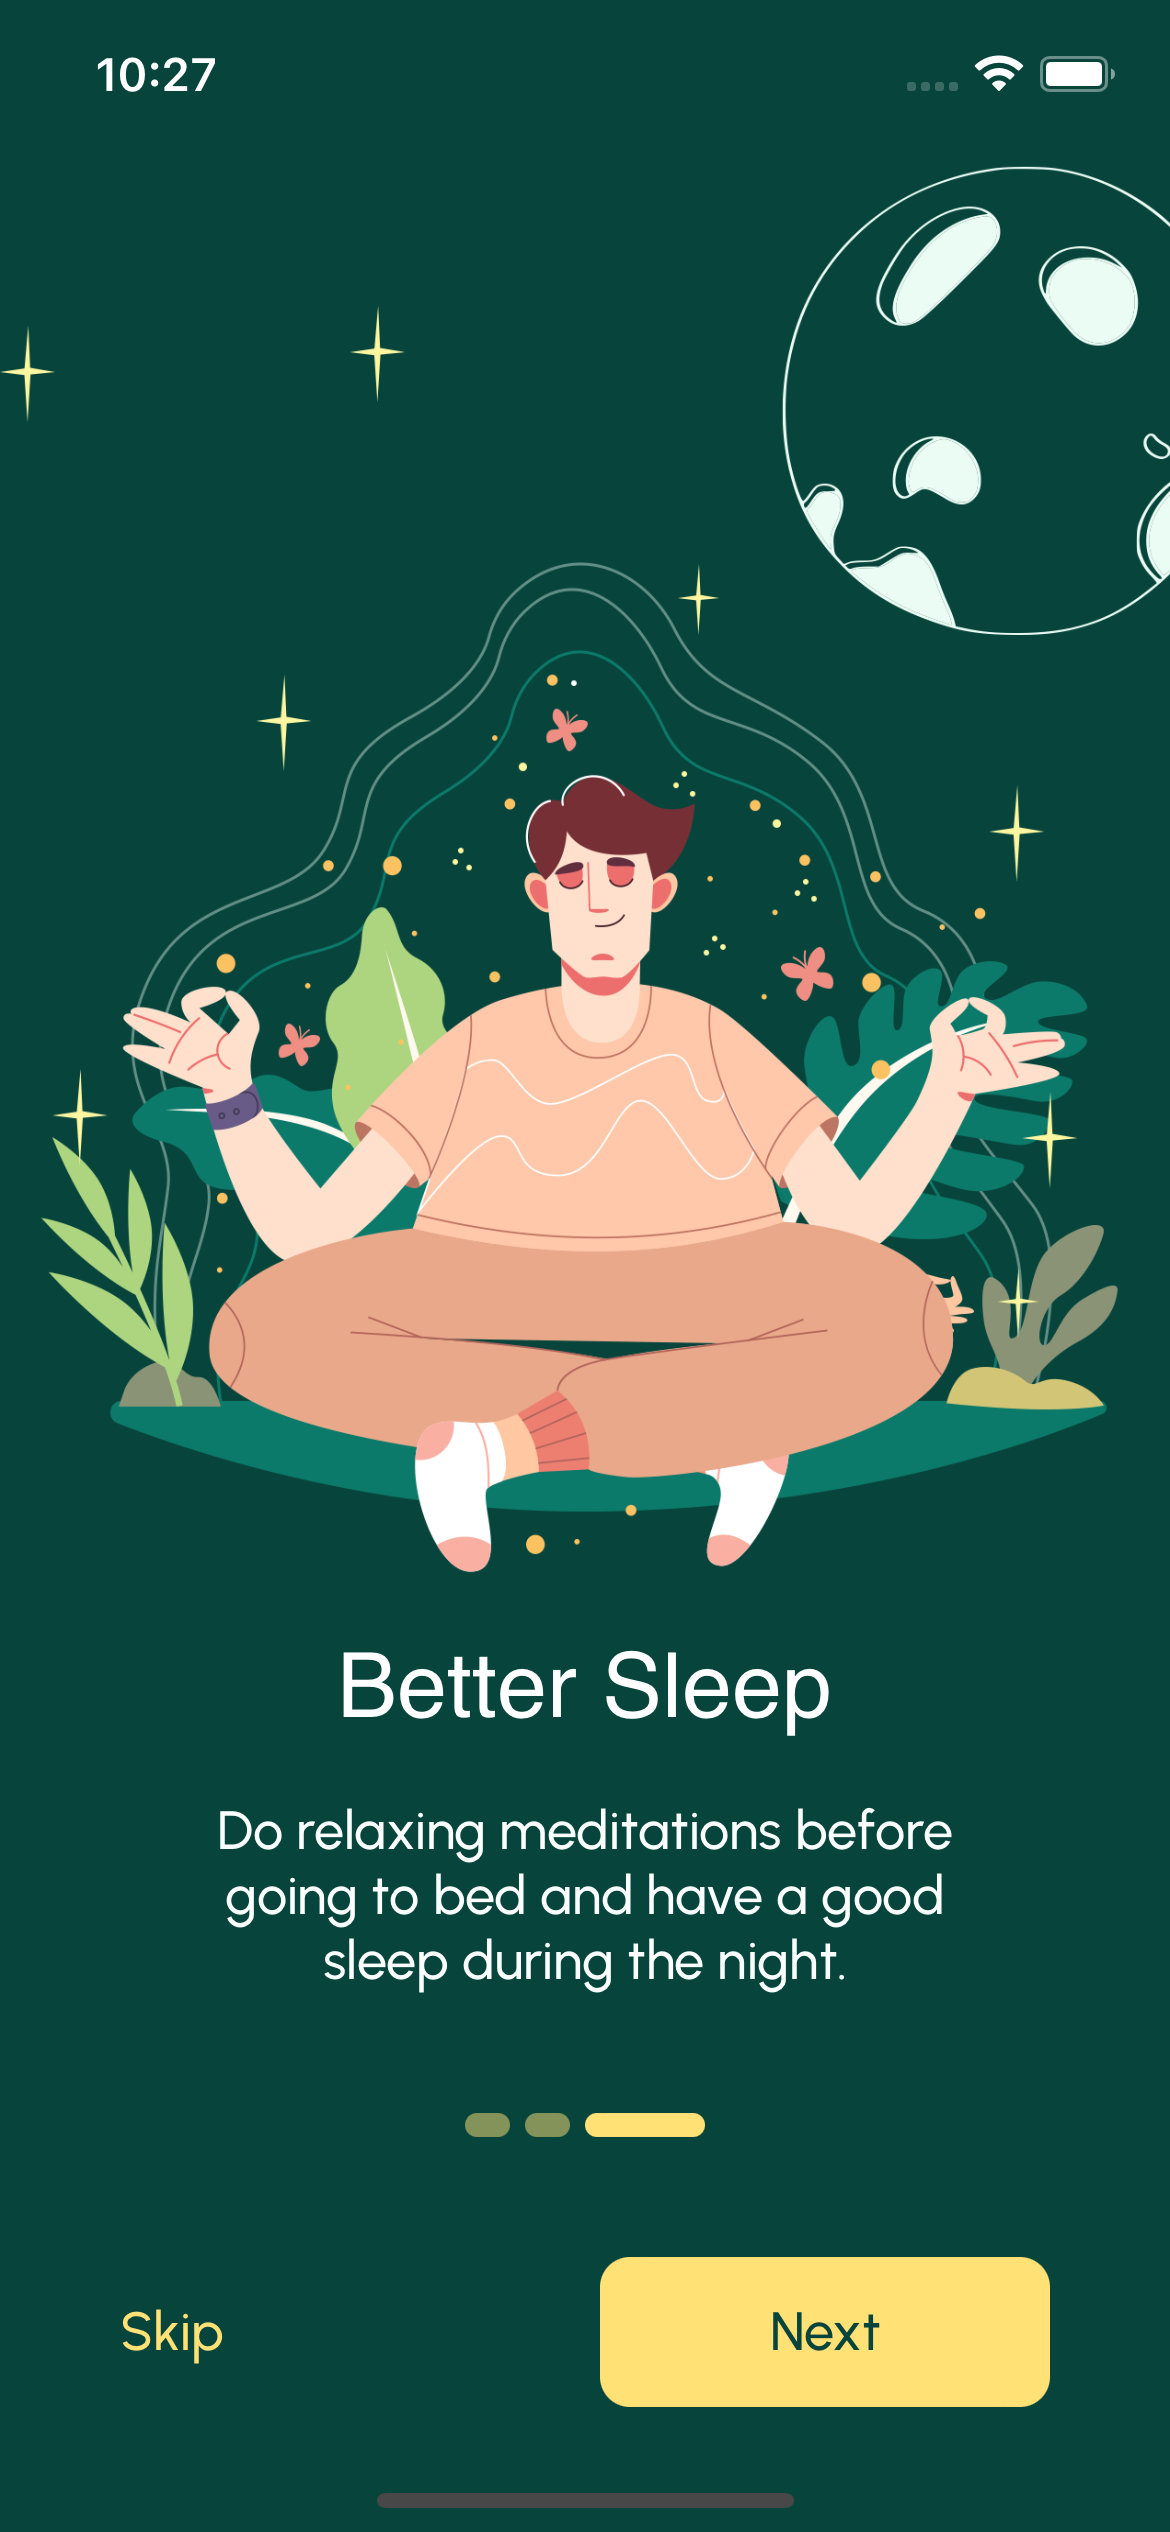 10:27
Better Sleep
Do relaxing meditations before
going to bed and have a good
sleep during the night.
Skip
Next